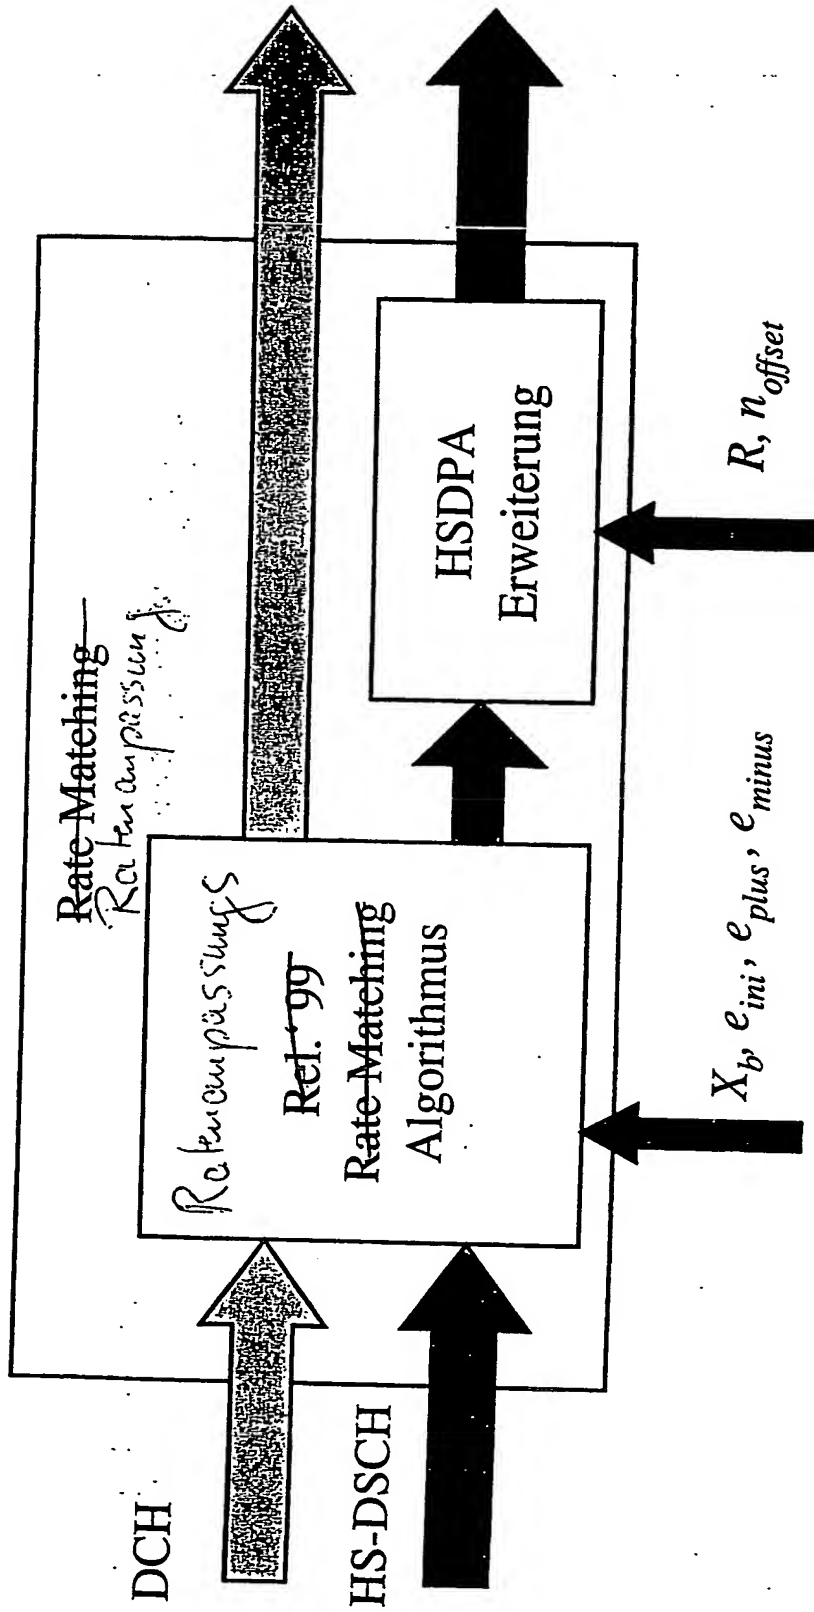 Rate Matching
Ratenanpassung
DCH
HS-DSCH
Ratenanpassungs
Rel. '99
Rate Matching
Algorithmus
HSDPA
Erweiterung
X_b, e_ini, e_plus, e_minus
R, n_offset